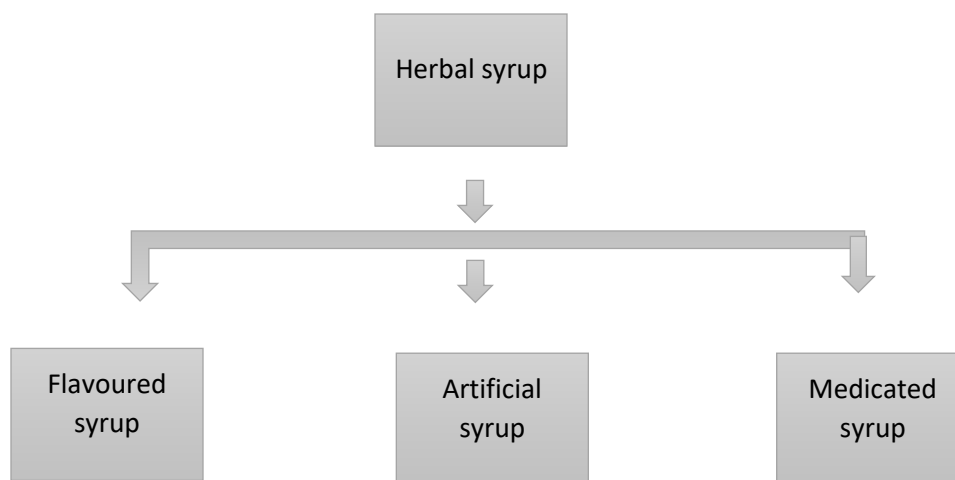 Herbal syrup
Flavoured
syrup
Artificial
syrup
Medicated
syrup